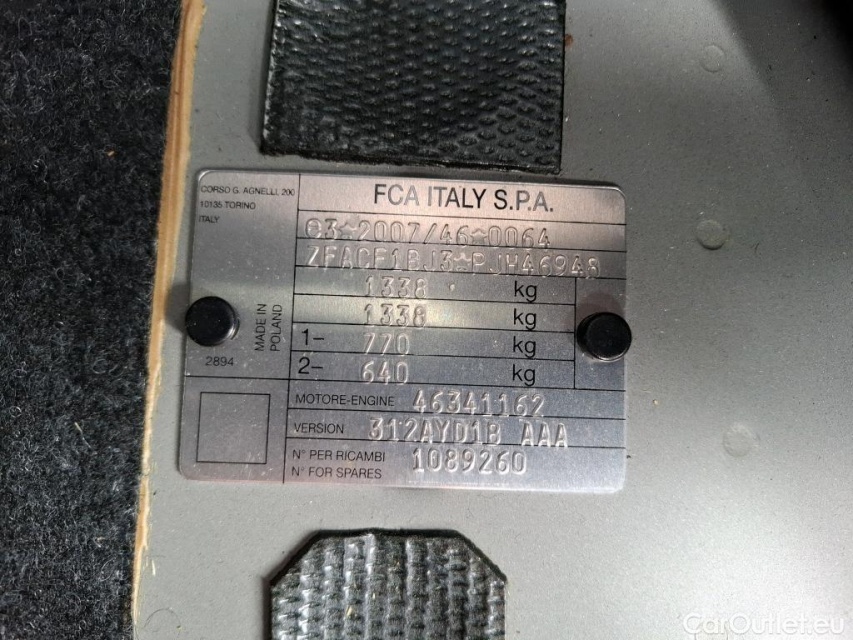 CORSO G. AGNELLI, 200
10135 TORINO
ITALY
FCA ITALY S.P.A.
e3*2007/46*0064
ZFACF1BJ3*PJH46948
1338 kg
1338 kg
1- 770 kg
2- 640 kg
MADE IN
POLAND
2894
MOTORE-ENGINE 46341162
VERSION 312AYD1B AAA
N° PER RICAMBI
N° FOR SPARES
1089260
CarOutlet.eu